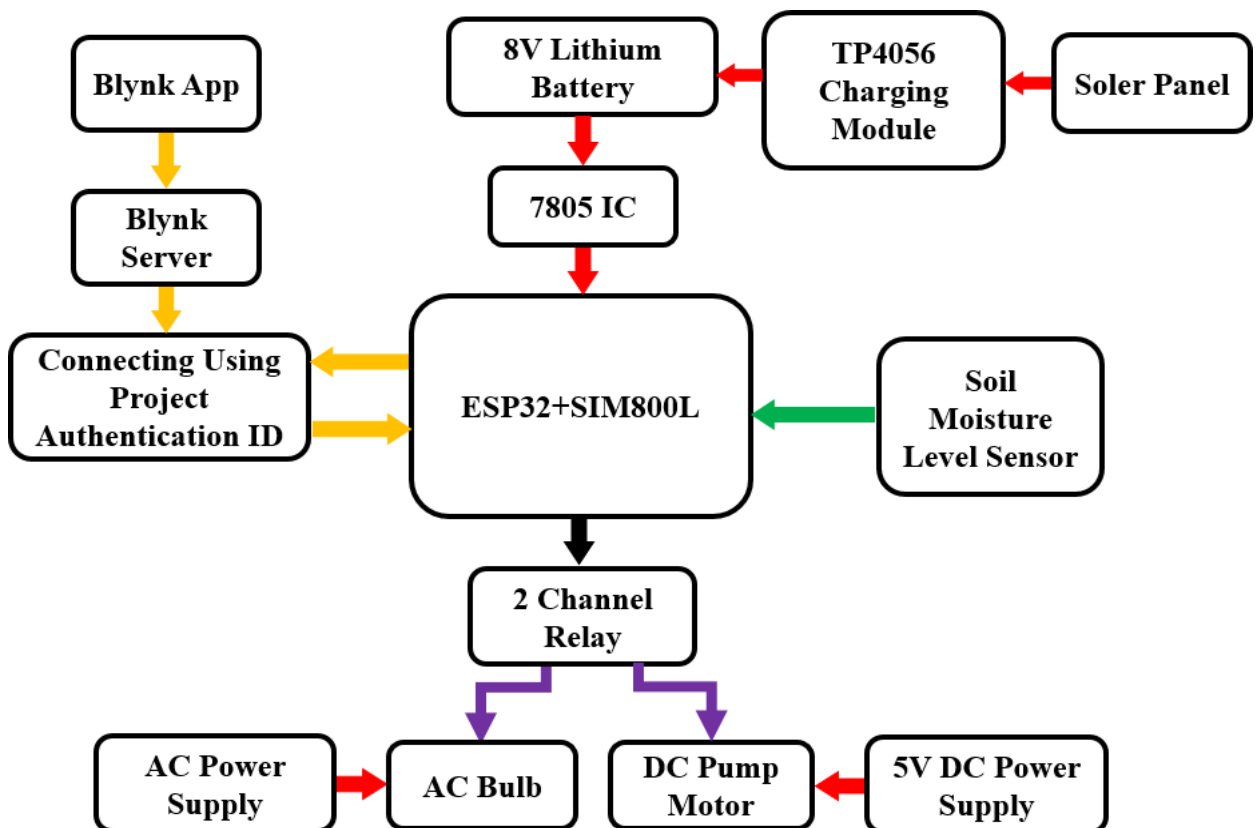 Blynk App
8V Lithium
Battery
TP4056
Charging
Module
Soler Panel
Blynk
Server
7805 IC
Connecting Using
Project
Authentication ID
ESP32+SIM800L
Soil
Moisture
Level Sensor
2 Channel
Relay
AC Power
Supply
AC Bulb
DC Pump
Motor
5V DC Power
Supply